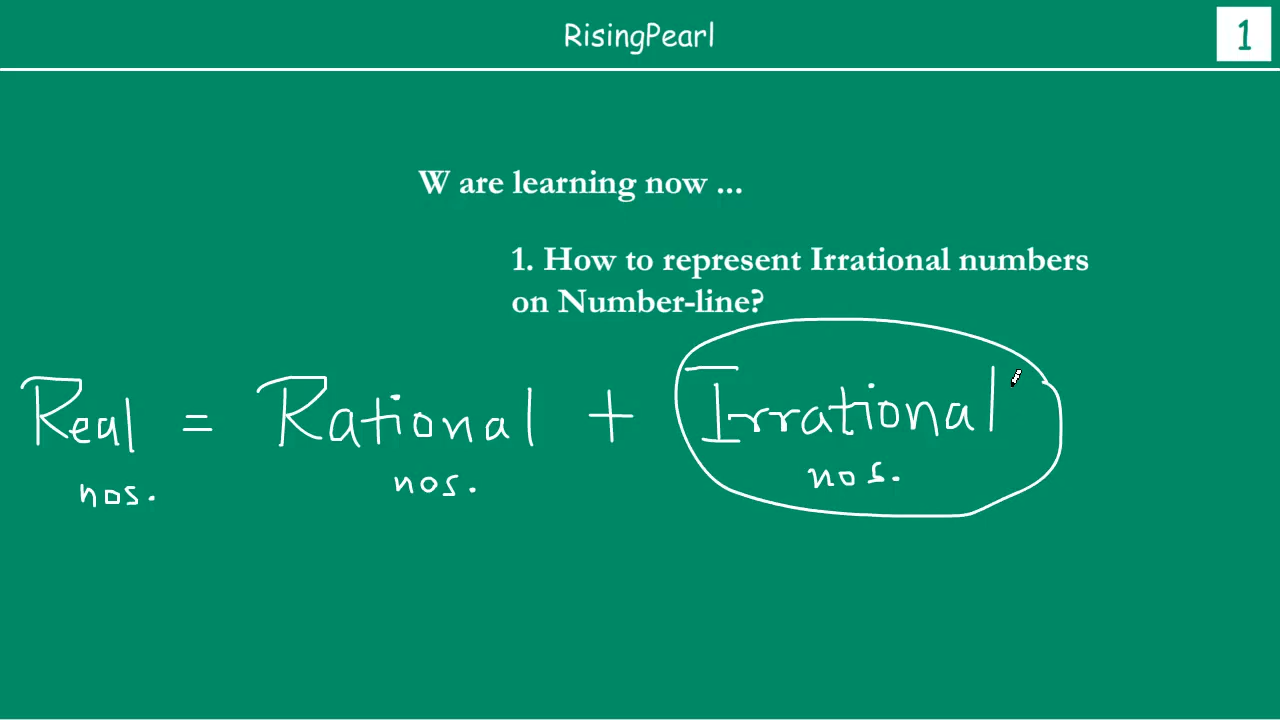 RisingPearl
1
W are learning now ...
1. How to represent Irrational numbers
on Number-line?
Real = Rational + Irrational
nos. nos. nos.